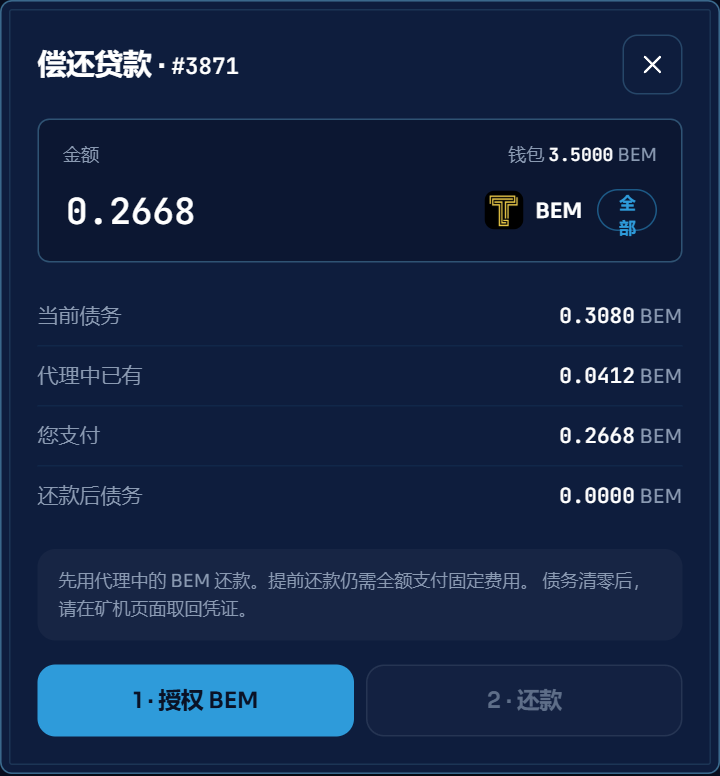 偿还贷款 · #3871
金额
钱包 3.5000 BEM
0.2668
BEM
全部
当前债务 0.3080 BEM
代理中已有 0.0412 BEM
您支付 0.2668 BEM
还款后债务 0.0000 BEM
先用代理中的 BEM 还款。提前还款仍需全额支付固定费用。 债务清零后，
请在矿机页面取回凭证。
1 · 授权 BEM
2 · 还款